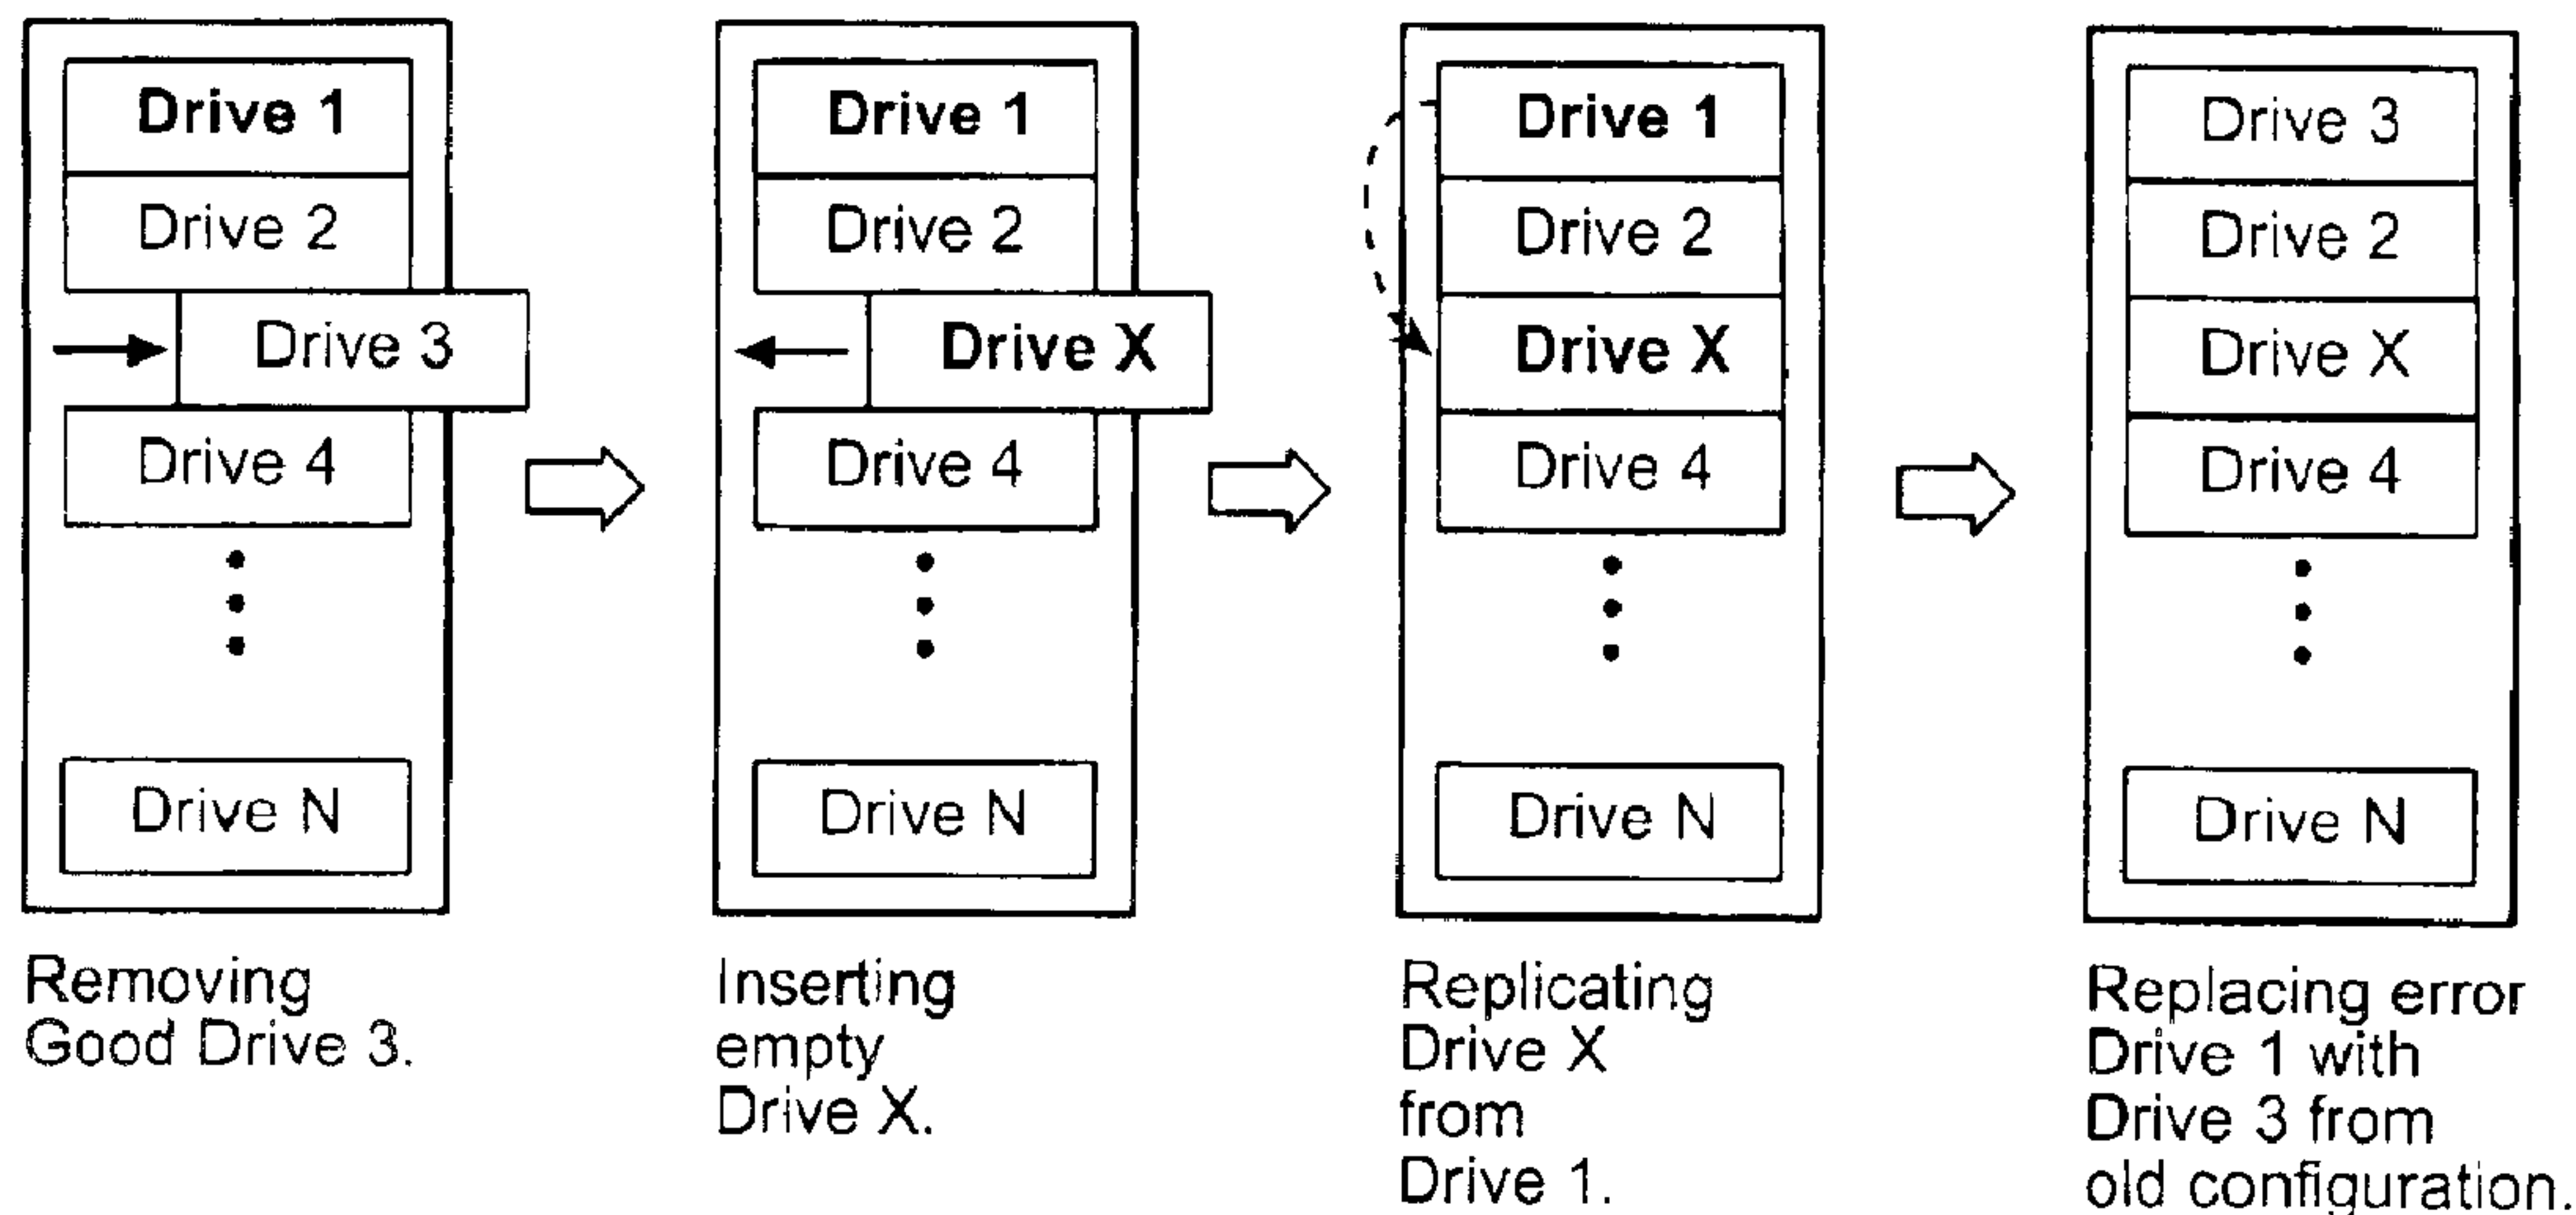 Drive 1
Drive 2
Drive 3
Drive 4
Drive N
Removing
Good Drive 3.
Drive 1
Drive 2
Drive X
Drive 4
Drive N
Inserting
empty
Drive X.
Drive 1
Drive 2
Drive X
Drive 4
Drive N
Replicating
Drive X
from
Drive 1.
Drive 3
Drive 2
Drive X
Drive 4
Drive N
Replacing error
Drive 1 with
Drive 3 from
old configuration.